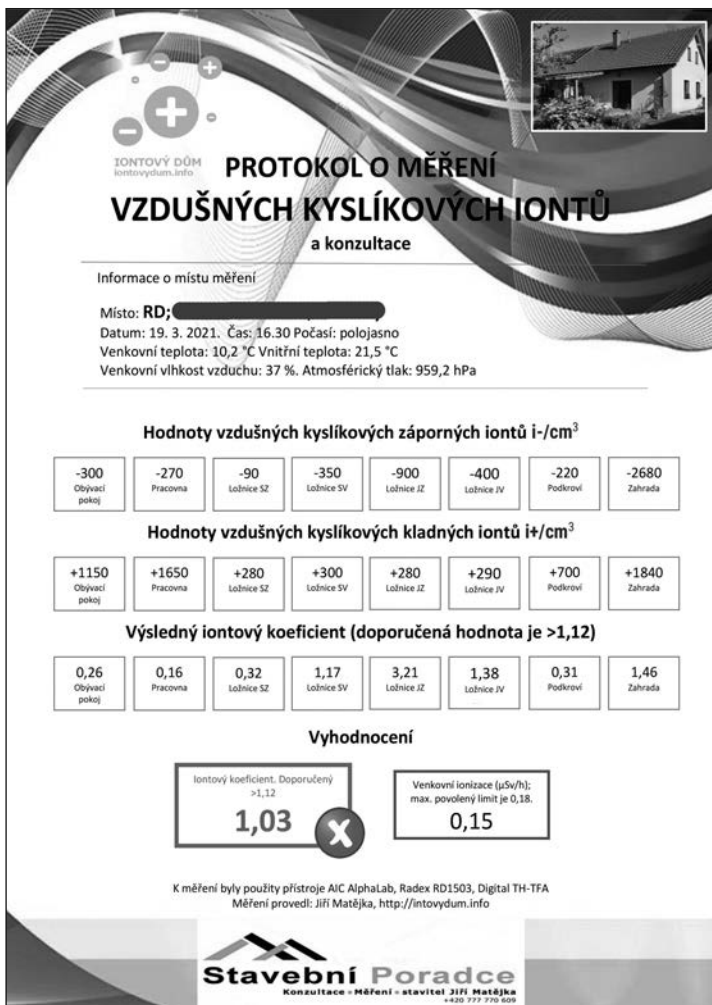 IONTOVÝ DŮM
iontovydum.info
PROTOKOL O MĚŘENÍ
VZDUŠNÝCH KYSLÍKOVÝCH IONTŮ
a konzultace
Informace o místu měření
Místo: RD;
Datum: 19. 3. 2021. Čas: 16.30 Počasí: polojasno
Venkovní teplota: 10,2 °C Vnitřní teplota: 21,5 °C
Venkovní vlhkost vzduchu: 37 %. Atmosférický tlak: 959,2 hPa
Hodnoty vzdušných kyslíkových záporných iontů i-/cm³
-300 -270 -90 -350 -900 -400 -220 -2680
Obývací pokoj Pracovna Ložnice SZ Ložnice SV Ložnice JZ Ložnice JV Podkroví Zahrada
Hodnoty vzdušných kyslíkových kladných iontů i+/cm³
+1150 +1650 +280 +300 +280 +290 +700 +1840
Obývací pokoj Pracovna Ložnice SZ Ložnice SV Ložnice JZ Ložnice JV Podkroví Zahrada
Výsledný iontový koeficient (doporučená hodnota je >1,12)
0,26 0,16 0,32 1,17 3,21 1,38 0,31 1,46
Obývací pokoj Pracovna Ložnice SZ Ložnice SV Ložnice JZ Ložnice JV Podkroví Zahrada
Vyhodnocení
Iontový koeficient. Doporučený
>1,12
1,03
X
Venkovní ionizace (µSv/h);
max. povolený limit je 0,18.
0,15
K měření byly použity přístroje AIC AlphaLab, Radex RD1503, Digital TH-TFA
Měření provedl: Jiří Matějka, http://intovydum.info
Stavební Poradce
Konzultace - Měření - stavitel Jiří Matějka
+420 777 770 609